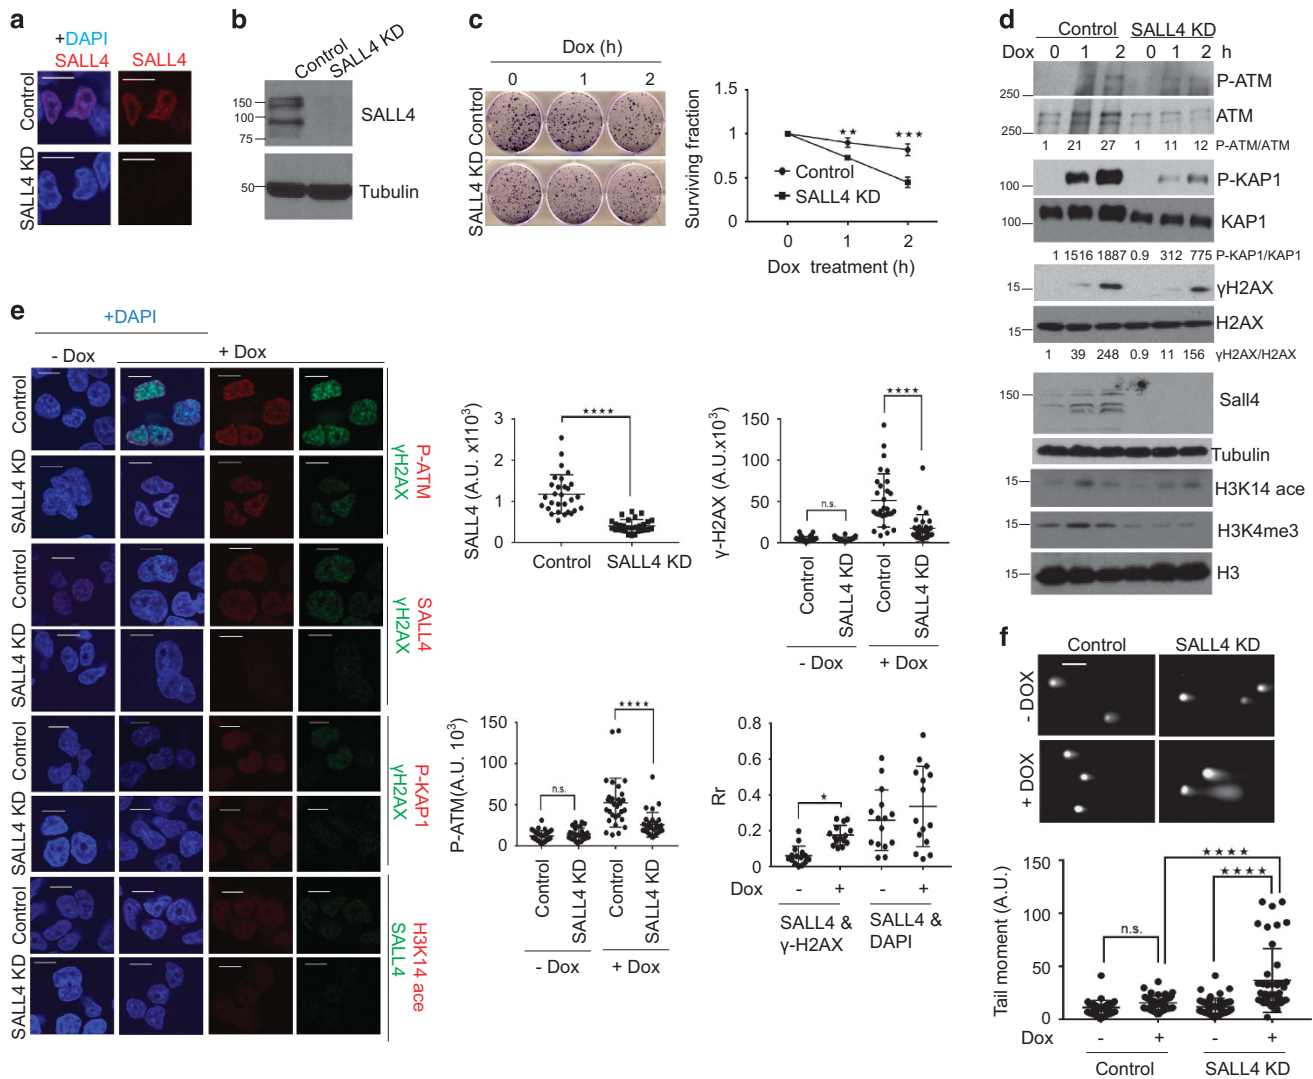 a
+DAPI
SALL4 SALL4
Control
SALL4 KD
b
Control
SALL4 KD
150
100
75
SALL4
50
Tubulin
c
Dox (h)
0 1 2
Control
SALL4 KD
Surviving fraction
1.5
1
0.5
0
★★ ★★★
Control
SALL4 KD
0 1 2
Dox treatment (h)
d
Control SALL4 KD
Dox 0 1 2 0 1 2 h
250
P-ATM
250
ATM
1 21 27 1 11 12 P-ATM/ATM
100
P-KAP1
100
KAP1
1 1516 1887 0.9 312 775 P-KAP1/KAP1
15
γH2AX
15
H2AX
1 39 248 0.9 11 156 γH2AX/H2AX
150
Sall4
Tubulin
15
H3K14 ace
15
H3K4me3
15
H3
e
+DAPI
- Dox + Dox
Control
SALL4 KD
P-ATM
γH2AX
Control
SALL4 KD
SALL4
γH2AX
Control
SALL4 KD
P-KAP1
γH2AX
Control
SALL4 KD
H3K14 ace
SALL4
SALL4 (A.U. x10³)
3
2
1
0
★★★★
Control SALL4 KD
γ-H2AX (A.U.x10³)
150
100
50
0
n.s.
★★★★
Control
SALL4 KD
Control
SALL4 KD
- Dox + Dox
P-ATM(A.U. 10³)
150
100
50
0
n.s.
★★★★
Control
SALL4 KD
Control
SALL4 KD
- Dox + Dox
Rr
0.8
0.6
0.4
0.2
0
★
Dox - + - +
SALL4 & γ-H2AX
SALL4 & DAPI
f
Control SALL4 KD
- DOX
+ DOX
Tail moment (A.U.)
150
100
50
0
n.s.
★★★★
★★★★
Dox - + - +
Control SALL4 KD